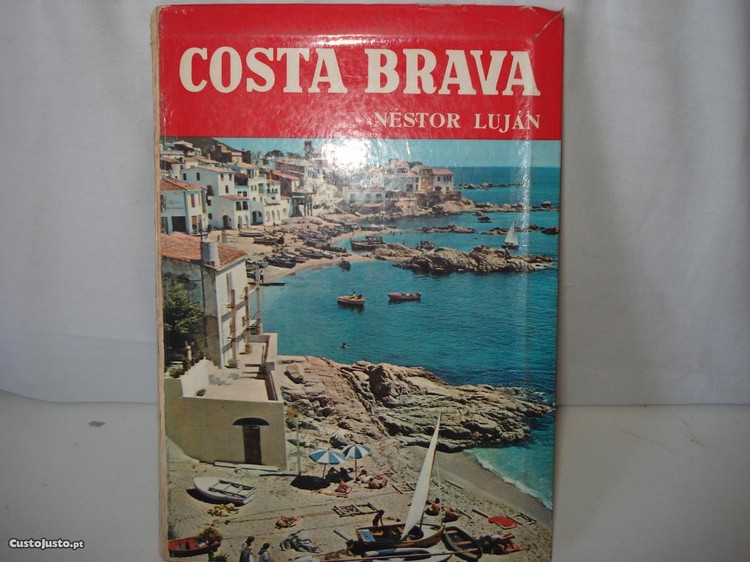 COSTA BRAVA
NÉSTOR LUJÁN
CustoJusto.pt